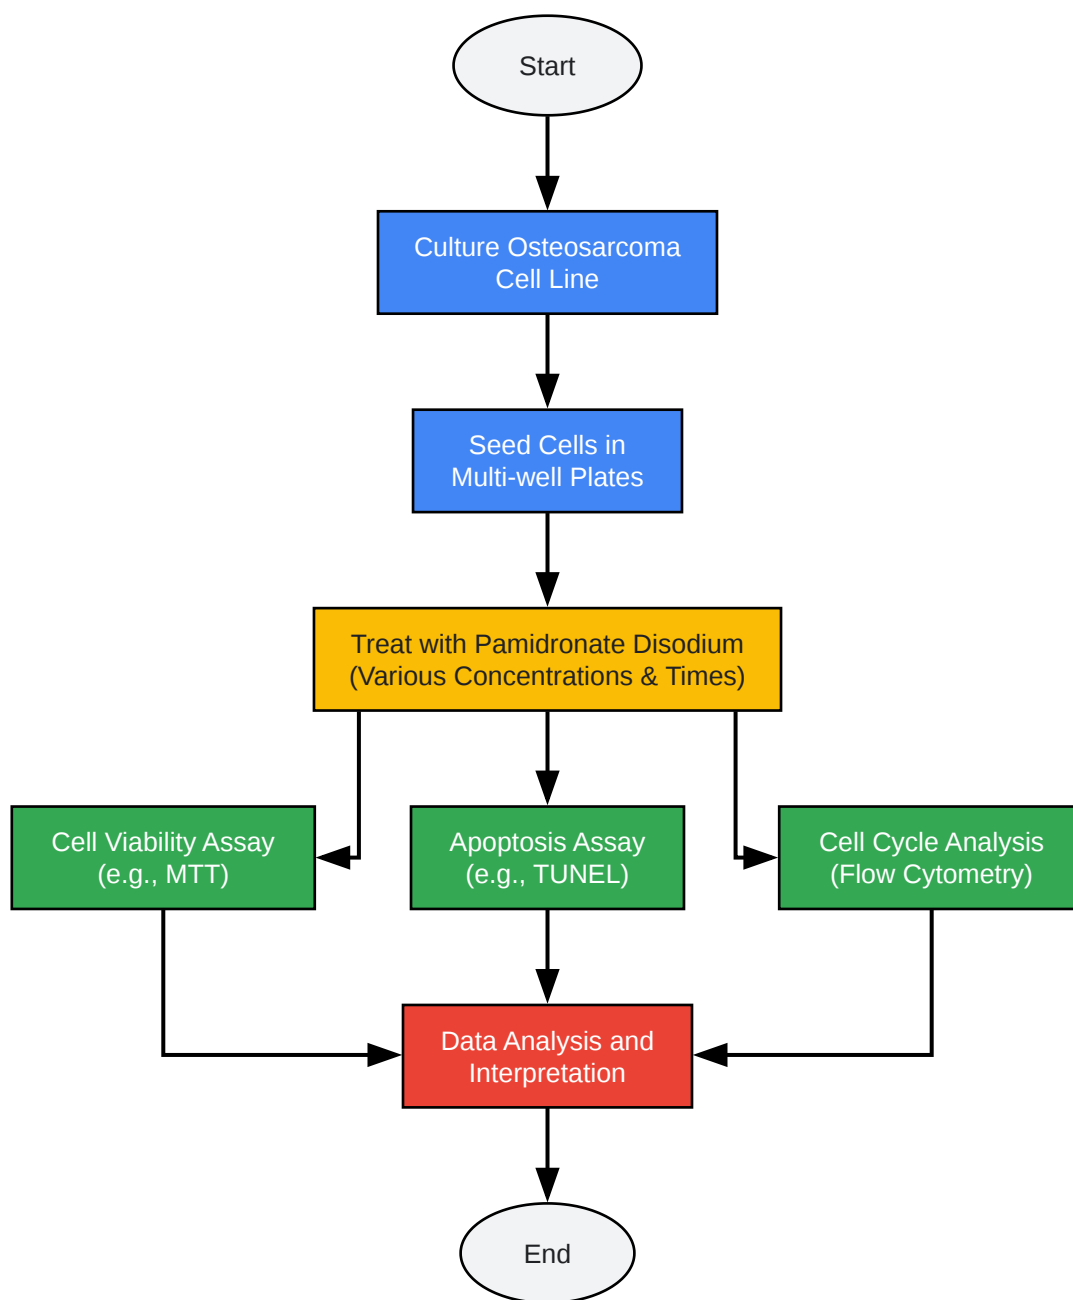 Start
Culture Osteosarcoma
Cell Line
Seed Cells in
Multi-well Plates
Treat with Pamidronate Disodium
(Various Concentrations & Times)
Cell Viability Assay
(e.g., MTT)
Apoptosis Assay
(e.g., TUNEL)
Cell Cycle Analysis
(Flow Cytometry)
Data Analysis and
Interpretation
End